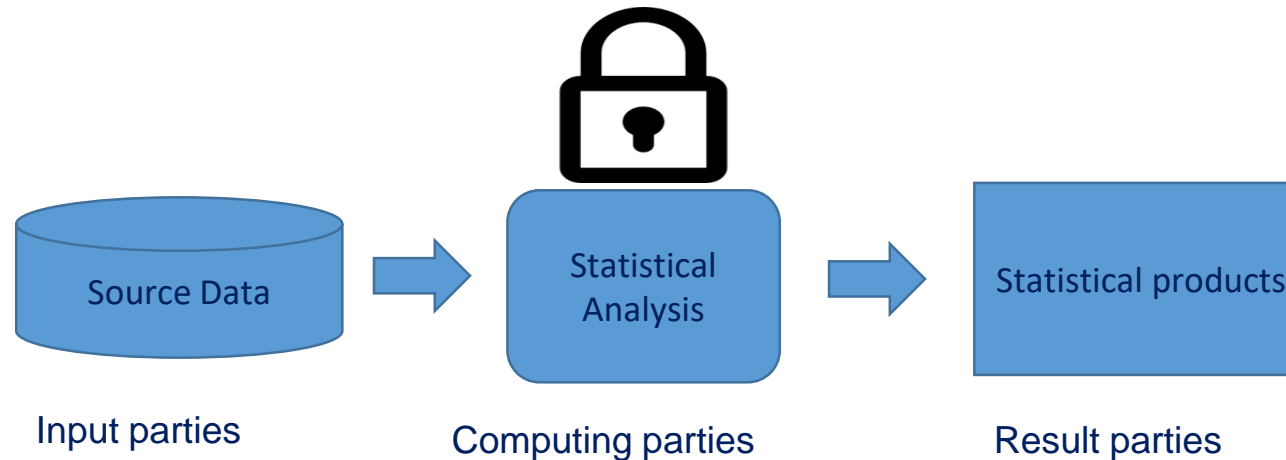 Source Data
Statistical
Analysis
Statistical products
Input parties
Computing parties
Result parties